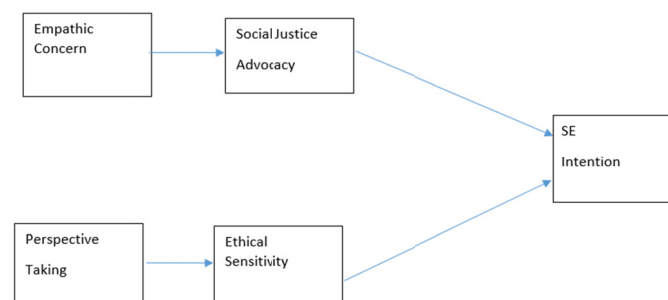 Empathic
Concern
Social Justice
Advocacy
SE
Intention
Perspective
Taking
Ethical
Sensitivity